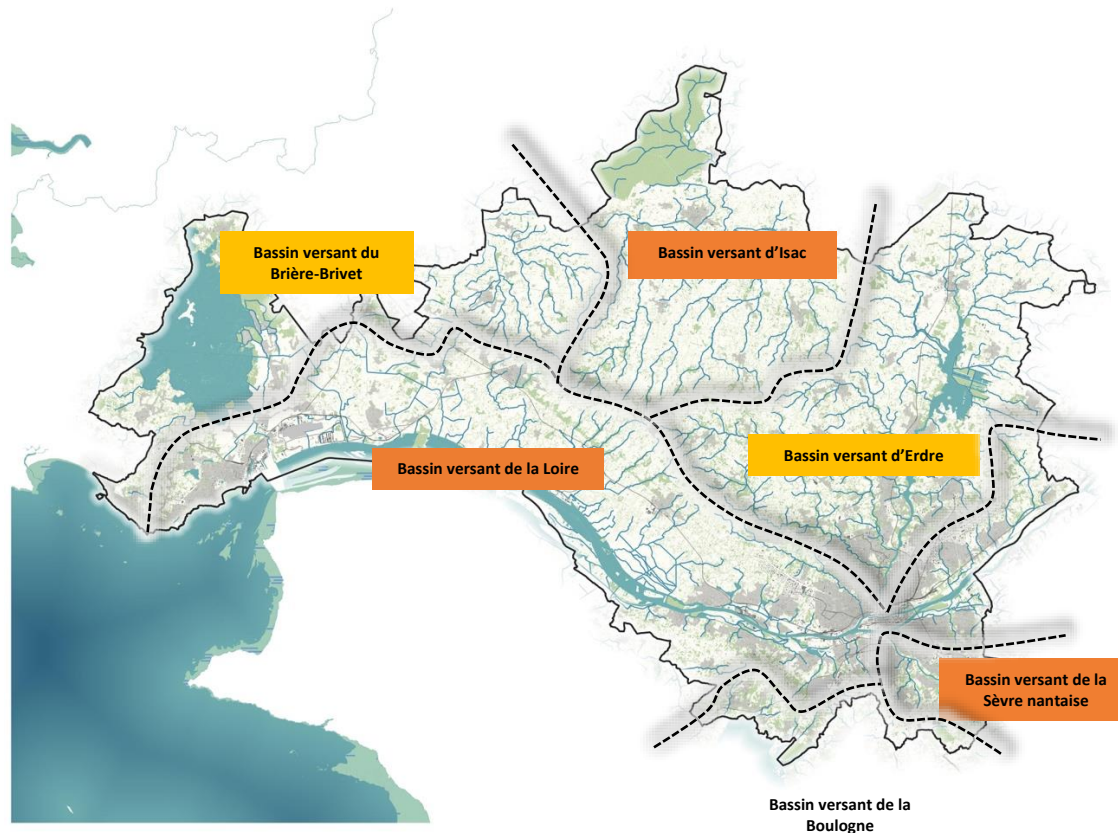 Bassin versant du
Brière-Brivet
Bassin versant d'Isac
Bassin versant d'Erdre
Bassin versant de la Loire
Bassin versant de la
Sèvre nantaise
Bassin versant de la
Boulogne